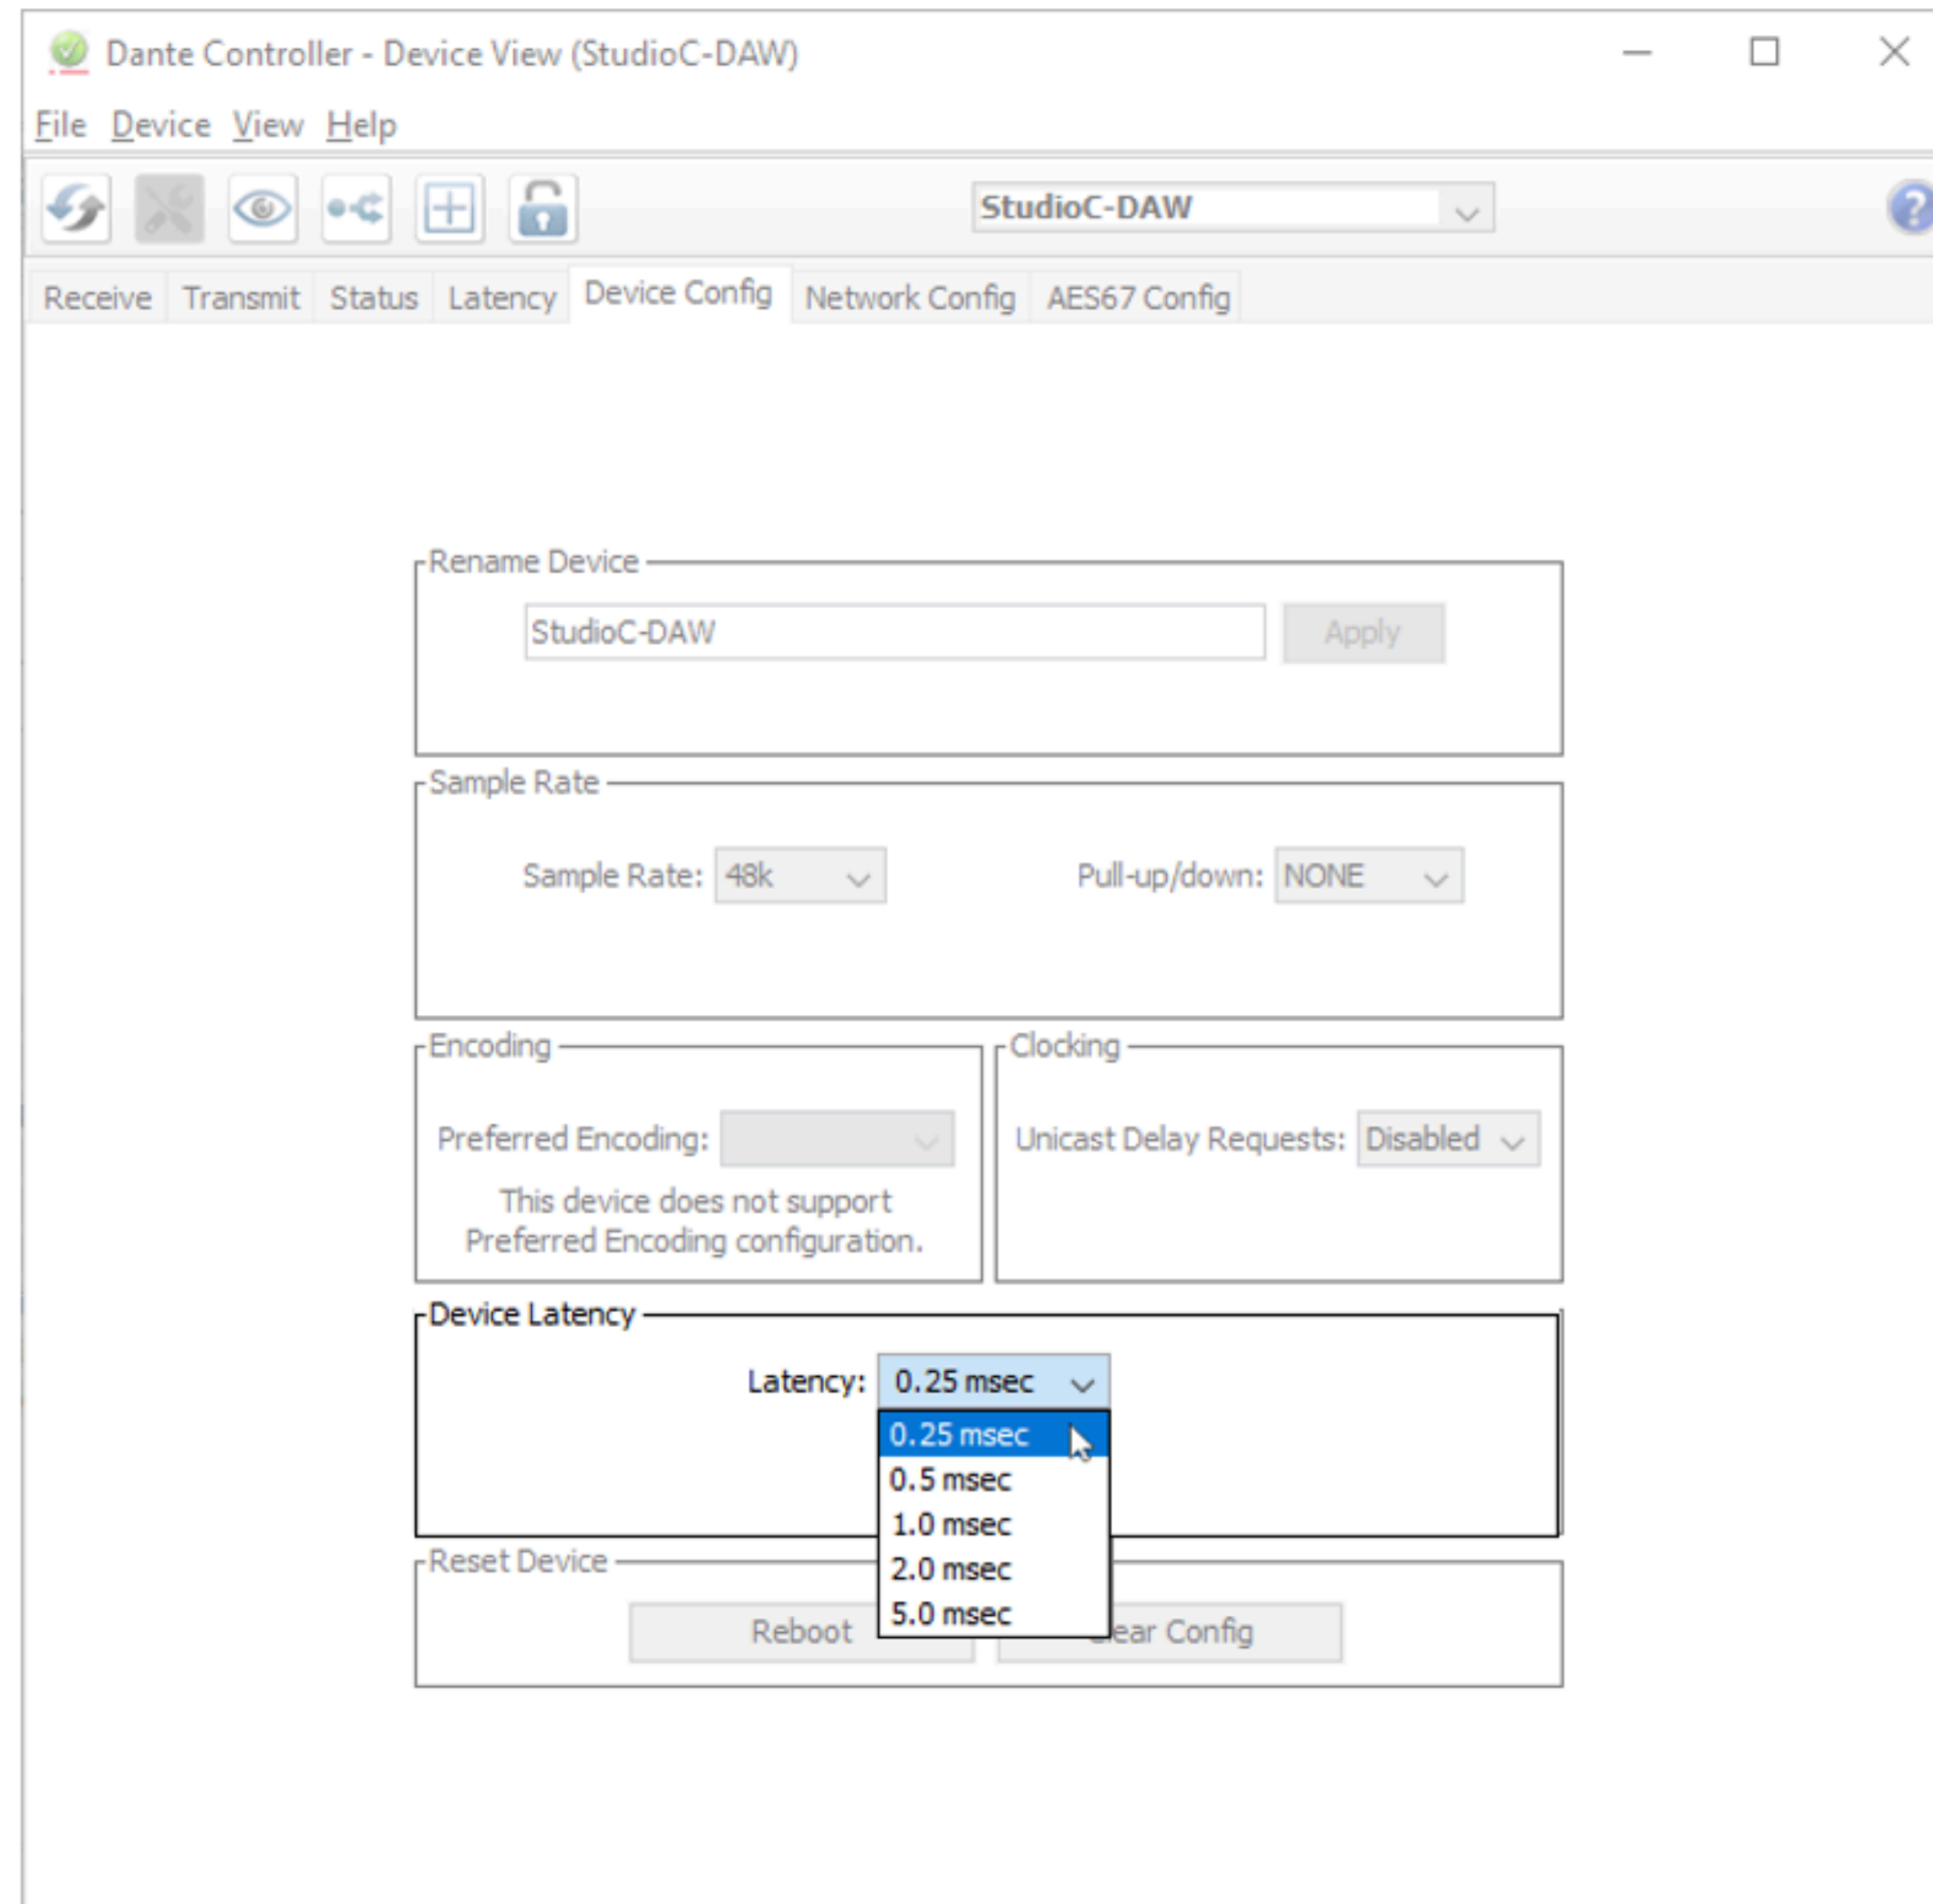 Dante Controller - Device View (StudioC-DAW)
File Device View Help
StudioC-DAW
?
Receive Transmit Status Latency Device Config Network Config AES67 Config
Rename Device
StudioC-DAW Apply
Sample Rate
Sample Rate: 48k Pull-up/down: NONE
Encoding
Preferred Encoding:
This device does not support
Preferred Encoding configuration.
Clocking
Unicast Delay Requests: Disabled
Device Latency
Latency: 0.25 msec
0.25 msec
0.5 msec
1.0 msec
2.0 msec
5.0 msec
Reset Device
Reboot
Config